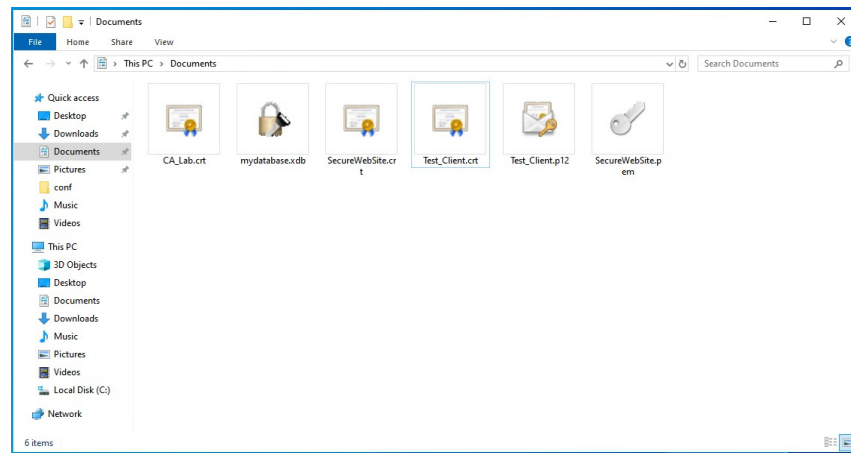 Documents
File Home Share View
This PC Documents
Search Documents
Quick access
Desktop
Downloads
Documents
Pictures
conf
Music
Videos
This PC
3D Objects
Desktop
Documents
Downloads
Music
Pictures
Videos
Local Disk (C:)
Network
CA_Lab.crt mydatabase.xdb SecureWebSite.cr Test_Client.crt Test_Client.p12 SecureWebSite.p
t em
6 items